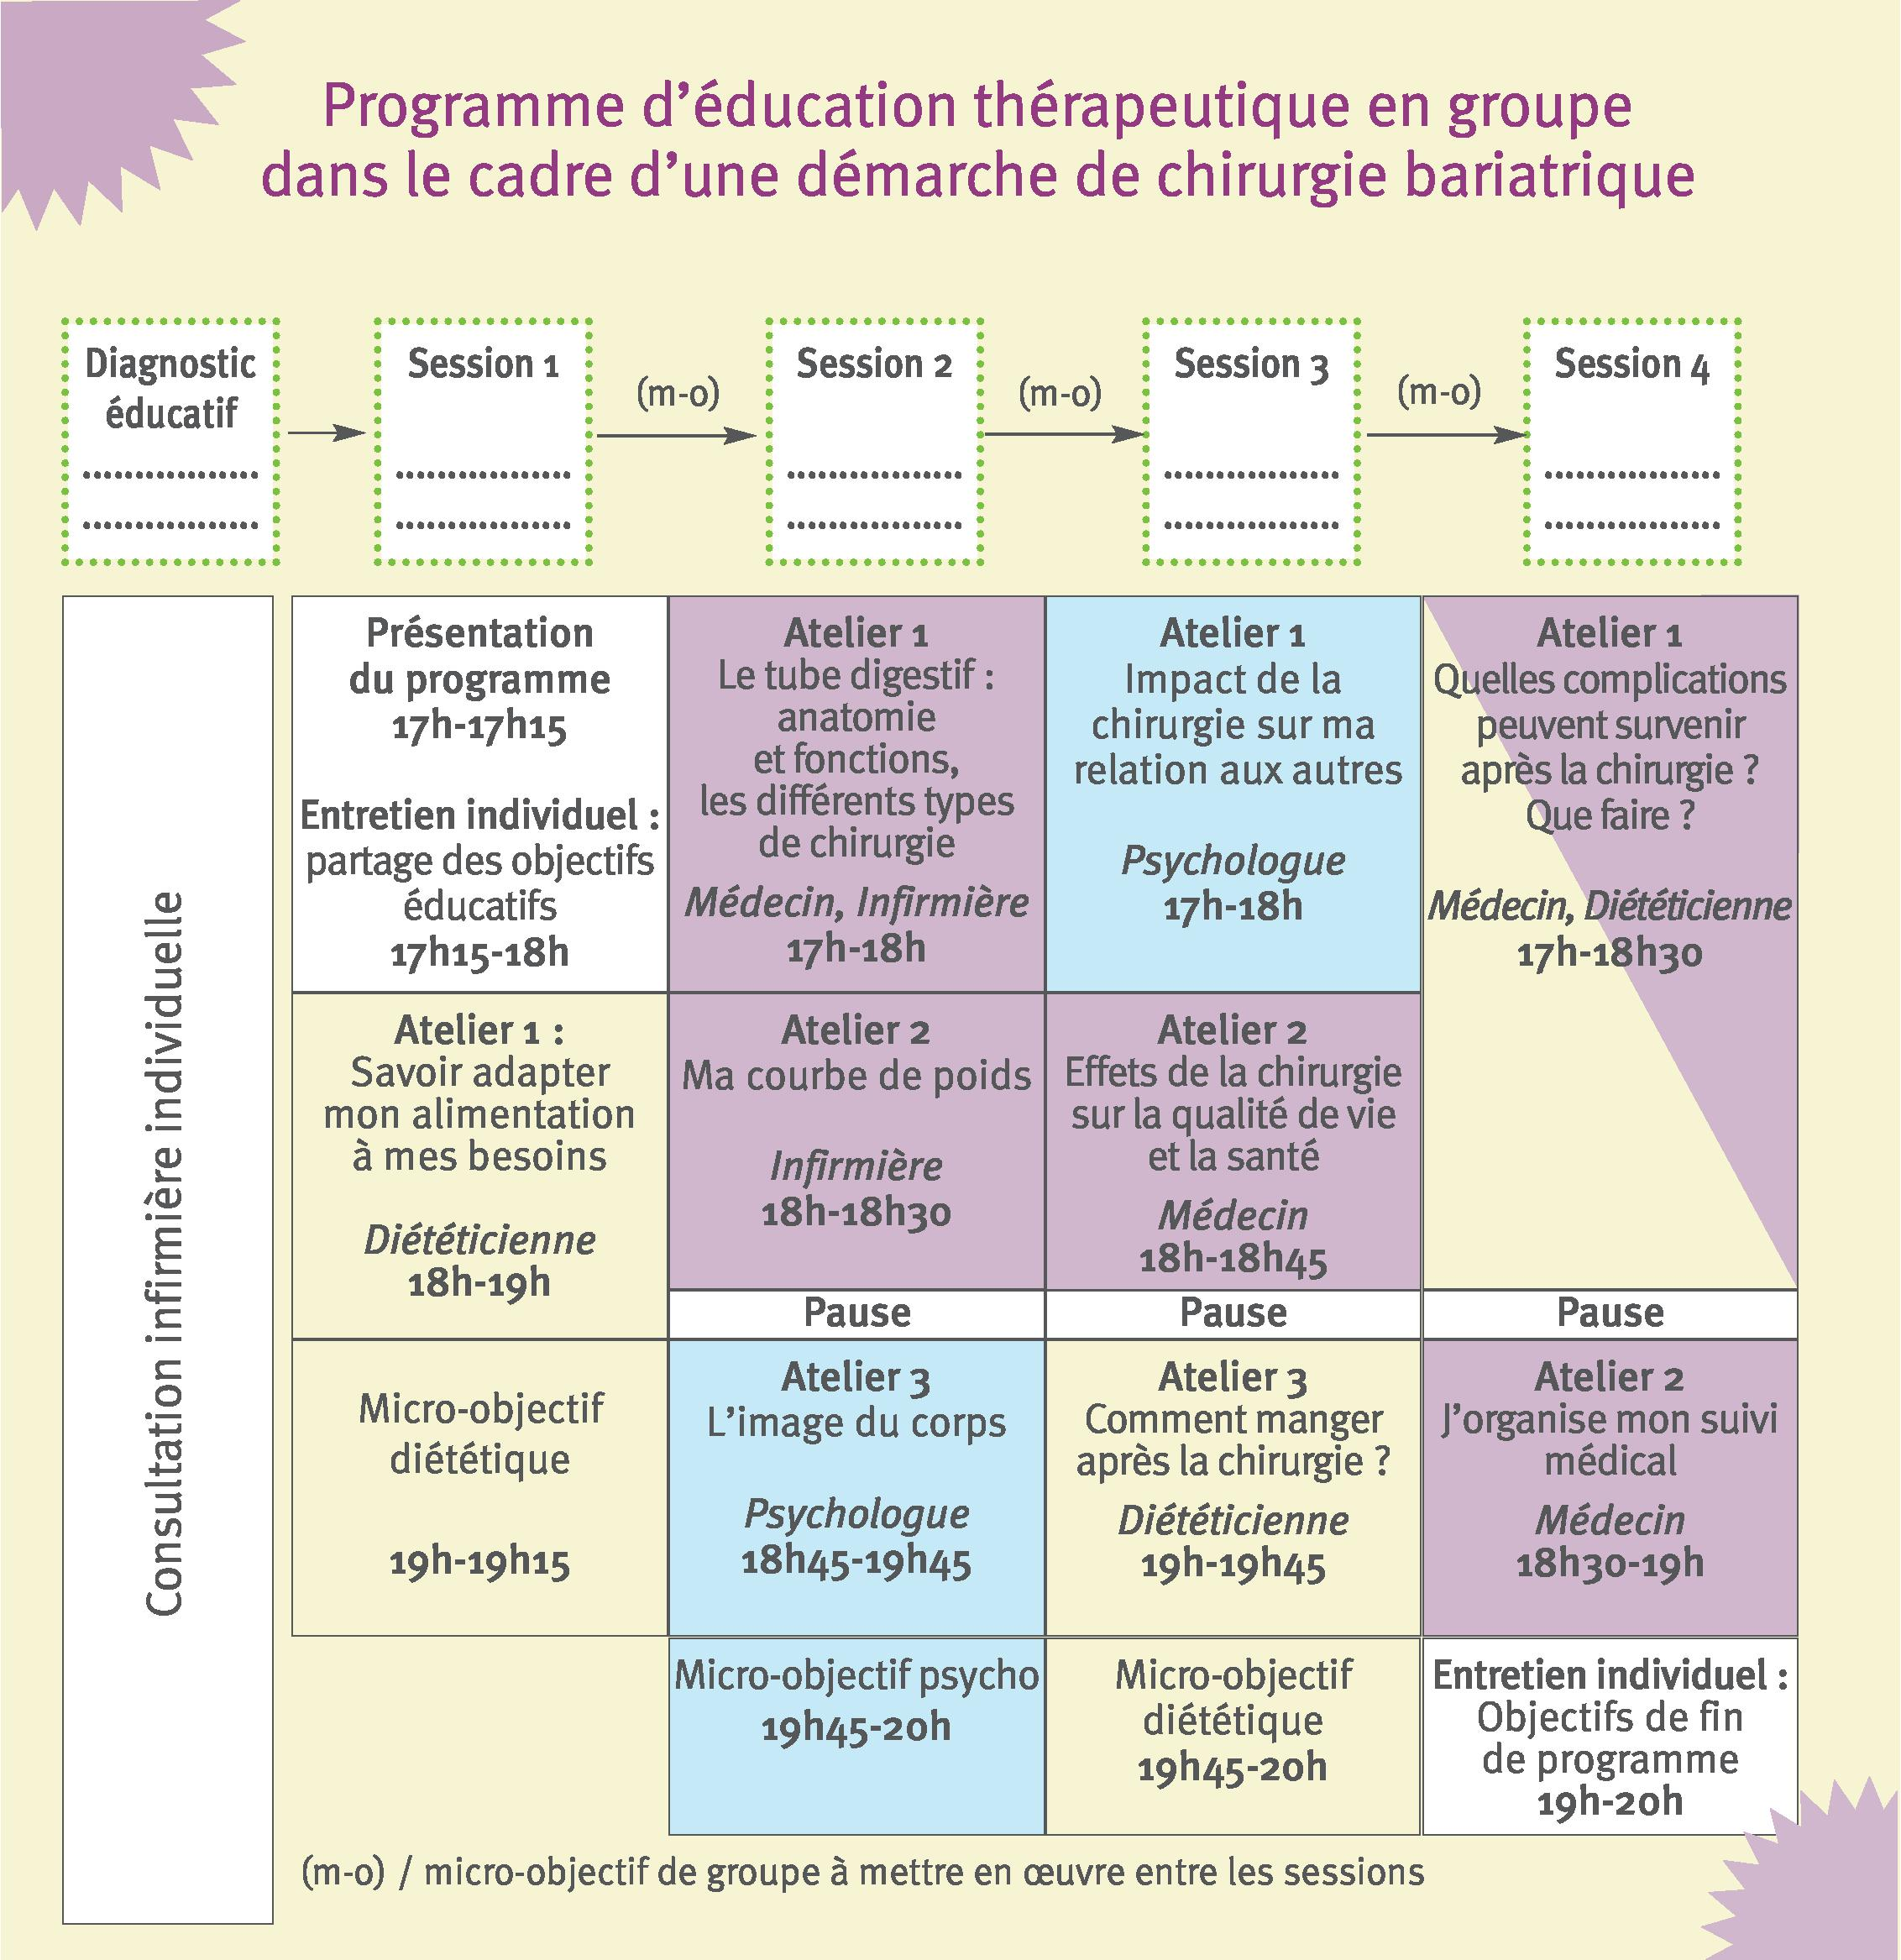 Programme d'éducation thérapeutique en groupe
dans le cadre d'une démarche de chirurgie bariatrique
Diagnostic
éducatif
Session 1
(m-o)
Session 2
(m-o)
Session 3
(m-o)
Session 4
Consultation infirmière individuelle
Présentation
du programme
17h-17h15
Entretien individuel :
partage des objectifs
éducatifs
17h15-18h
Atelier 1 :
Savoir adapter
mon alimentation
à mes besoins
Diététicienne
18h-19h
Micro-objectif
diététique
19h-19h15
Atelier 1
Le tube digestif :
anatomie
et fonctions,
les différents types
de chirurgie
Médecin, Infirmière
17h-18h
Atelier 2
Ma courbe de poids
Infirmière
18h-18h30
Pause
Atelier 3
L'image du corps
Psychologue
18h45-19h45
Micro-objectif psycho
19h45-20h
Atelier 1
Impact de la
chirurgie sur ma
relation aux autres
Psychologue
17h-18h
Atelier 2
Effets de la chirurgie
sur la qualité de vie
et la santé
Médecin
18h-18h45
Pause
Atelier 3
Comment manger
après la chirurgie ?
Diététicienne
19h-19h45
Micro-objectif
diététique
19h45-20h
Atelier 1
Quelles complications
peuvent survenir
après la chirurgie ?
Que faire ?
Médecin, Diététicienne
17h-18h30
Pause
Atelier 2
J'organise mon suivi
médical
Médecin
18h30-19h
Entretien individuel :
Objectifs de fin
de programme
19h-20h
(m-o) / micro-objectif de groupe à mettre en œuvre entre les sessions